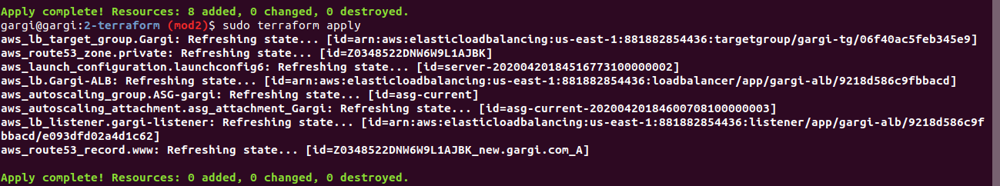 Apply complete! Resources: 8 added, 0 changed, 0 destroyed.
gargi@gargi:2-terraform (mod2)$ sudo terraform apply
aws_lb_target_group.Gargi: Refreshing state... [id=arn:aws:elasticloadbalancing:us-east-1:881882854436:targetgroup/gargi-tg/06f40ac5feb345e9]
aws_route53_zone.private: Refreshing state... [id=Z0348522DNW6W9L1AJBK]
aws_launch_configuration.launchconfig6: Refreshing state... [id=server-20200420184516773100000002]
aws_lb.Gargi-ALB: Refreshing state... [id=arn:aws:elasticloadbalancing:us-east-1:881882854436:loadbalancer/app/gargi-alb/9218d586c9fbbacd]
aws_autoscaling_group.ASG-gargi: Refreshing state... [id=asg-current]
aws_autoscaling_attachment.asg_attachment_Gargi: Refreshing state... [id=asg-current-20200420184600708100000003]
aws_lb_listener.gargi-listener: Refreshing state... [id=arn:aws:elasticloadbalancing:us-east-1:881882854436:listener/app/gargi-alb/9218d586c9f
bbacd/e093dfd02a4d1c62]
aws_route53_record.www: Refreshing state... [id=Z0348522DNW6W9L1AJBK_new.gargi.com_A]
Apply complete! Resources: 0 added, 0 changed, 0 destroyed.